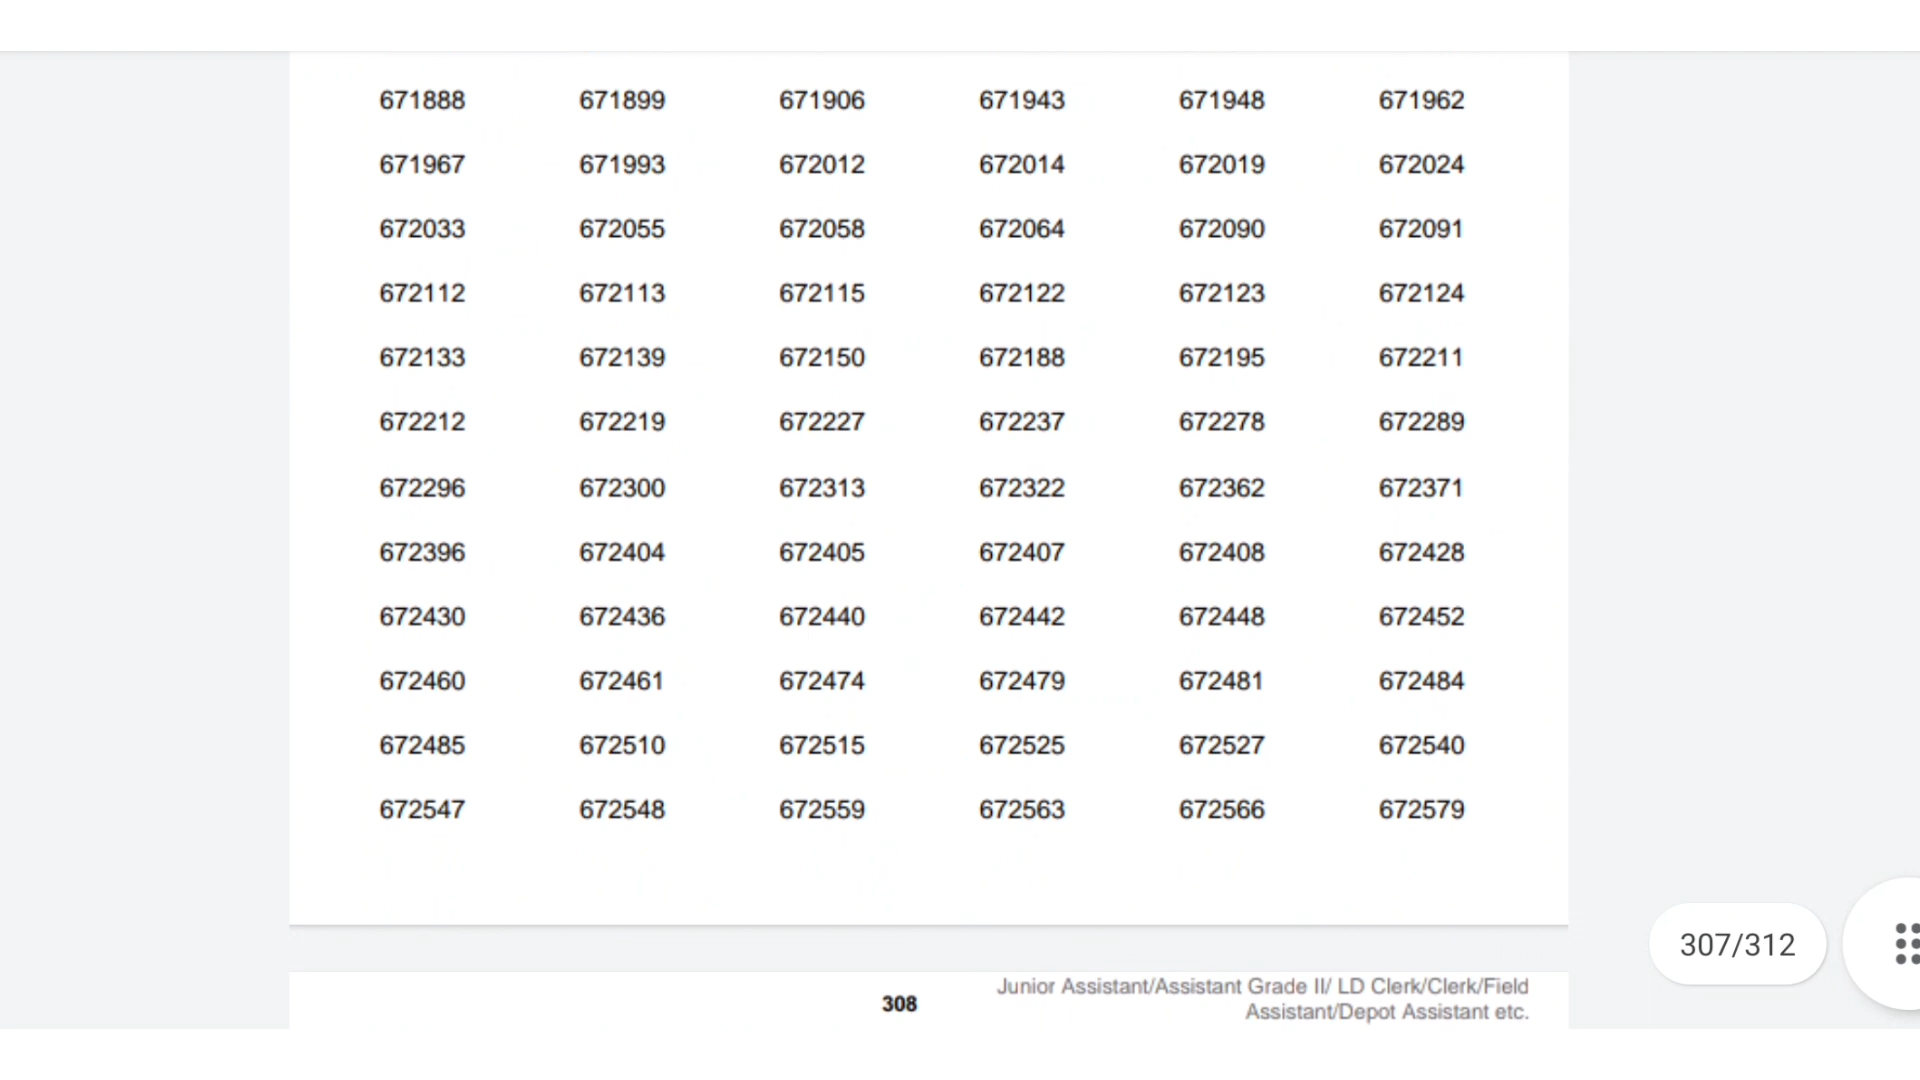 671888 671899 671906 671943 671948 671962
671967 671993 672012 672014 672019 672024
672033 672055 672058 672064 672090 672091
672112 672113 672115 672122 672123 672124
672133 672139 672150 672188 672195 672211
672212 672219 672227 672237 672278 672289
672296 672300 672313 672322 672362 672371
672396 672404 672405 672407 672408 672428
672430 672436 672440 672442 672448 672452
672460 672461 672474 672479 672481 672484
672485 672510 672515 672525 672527 672540
672547 672548 672559 672563 672566 672579
307/312
308 Junior Assistant/Assistant Grade II/ LD Clerk/Clerk/Field
Assistant/Depot Assistant etc.